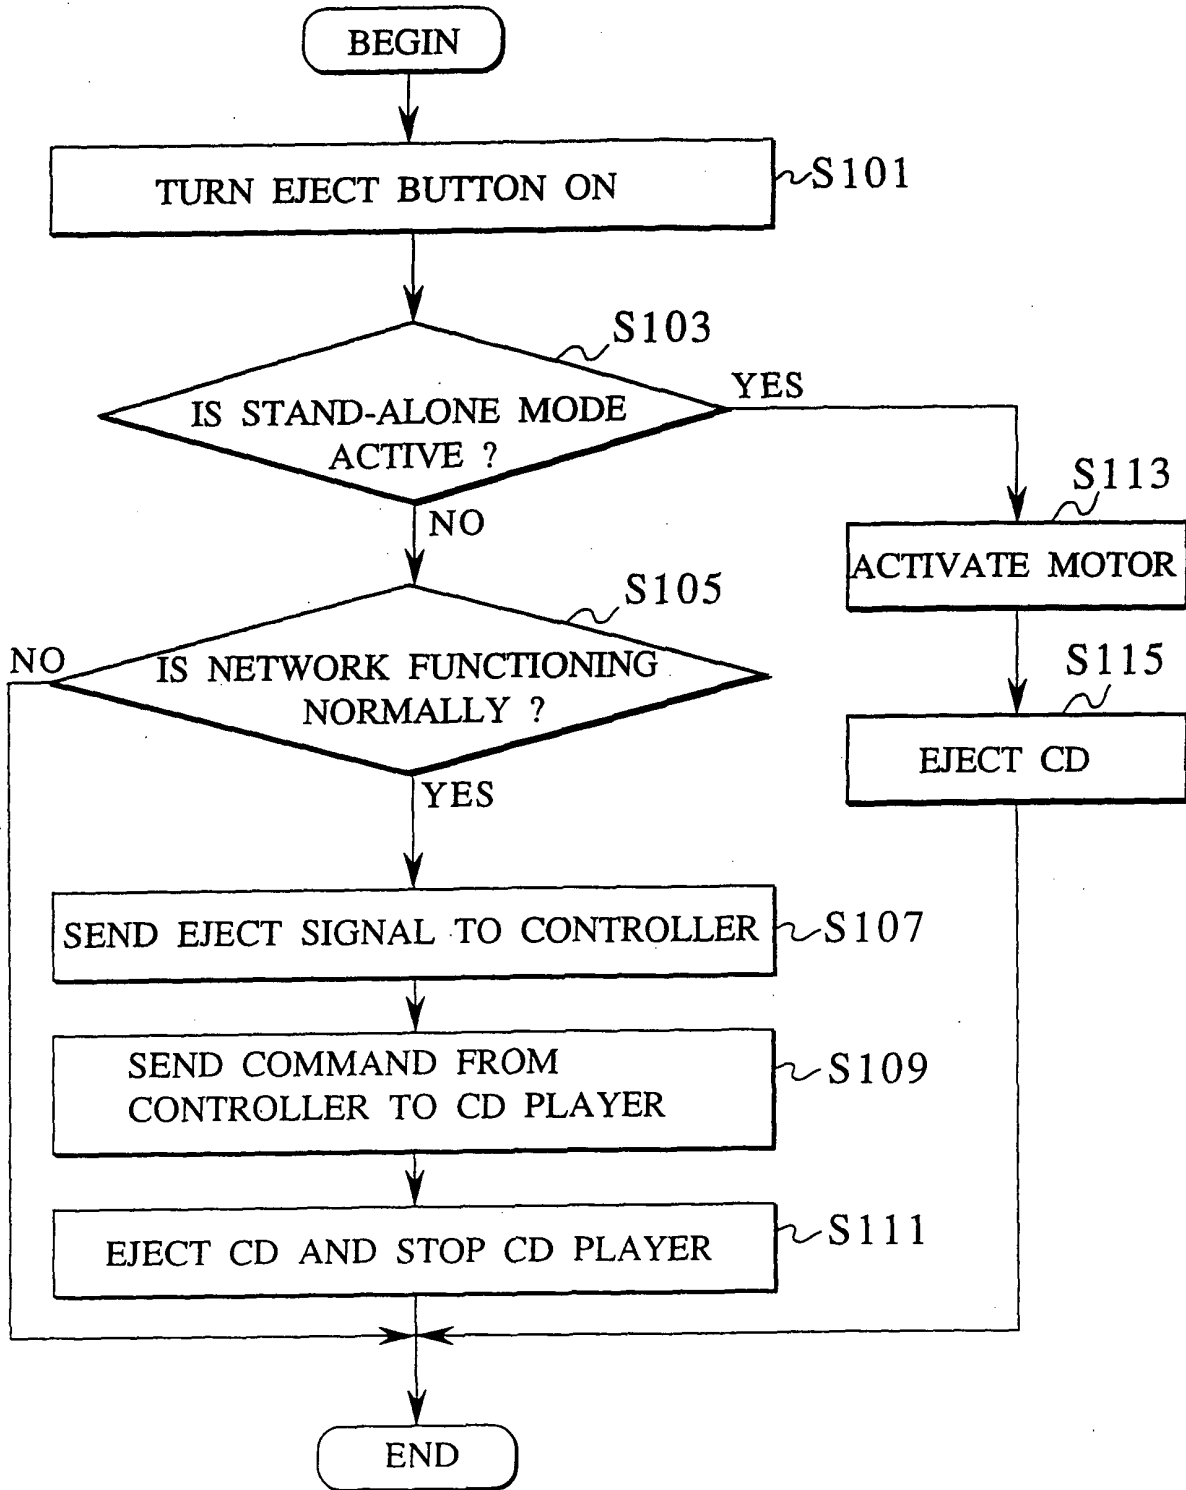 BEGIN
TURN EJECT BUTTON ON
S101
S103
IS STAND-ALONE MODE
ACTIVE ?
YES
NO
S113
ACTIVATE MOTOR
S105
IS NETWORK FUNCTIONING
NORMALLY ?
NO
YES
S115
EJECT CD
SEND EJECT SIGNAL TO CONTROLLER
S107
SEND COMMAND FROM
CONTROLLER TO CD PLAYER
S109
EJECT CD AND STOP CD PLAYER
S111
END